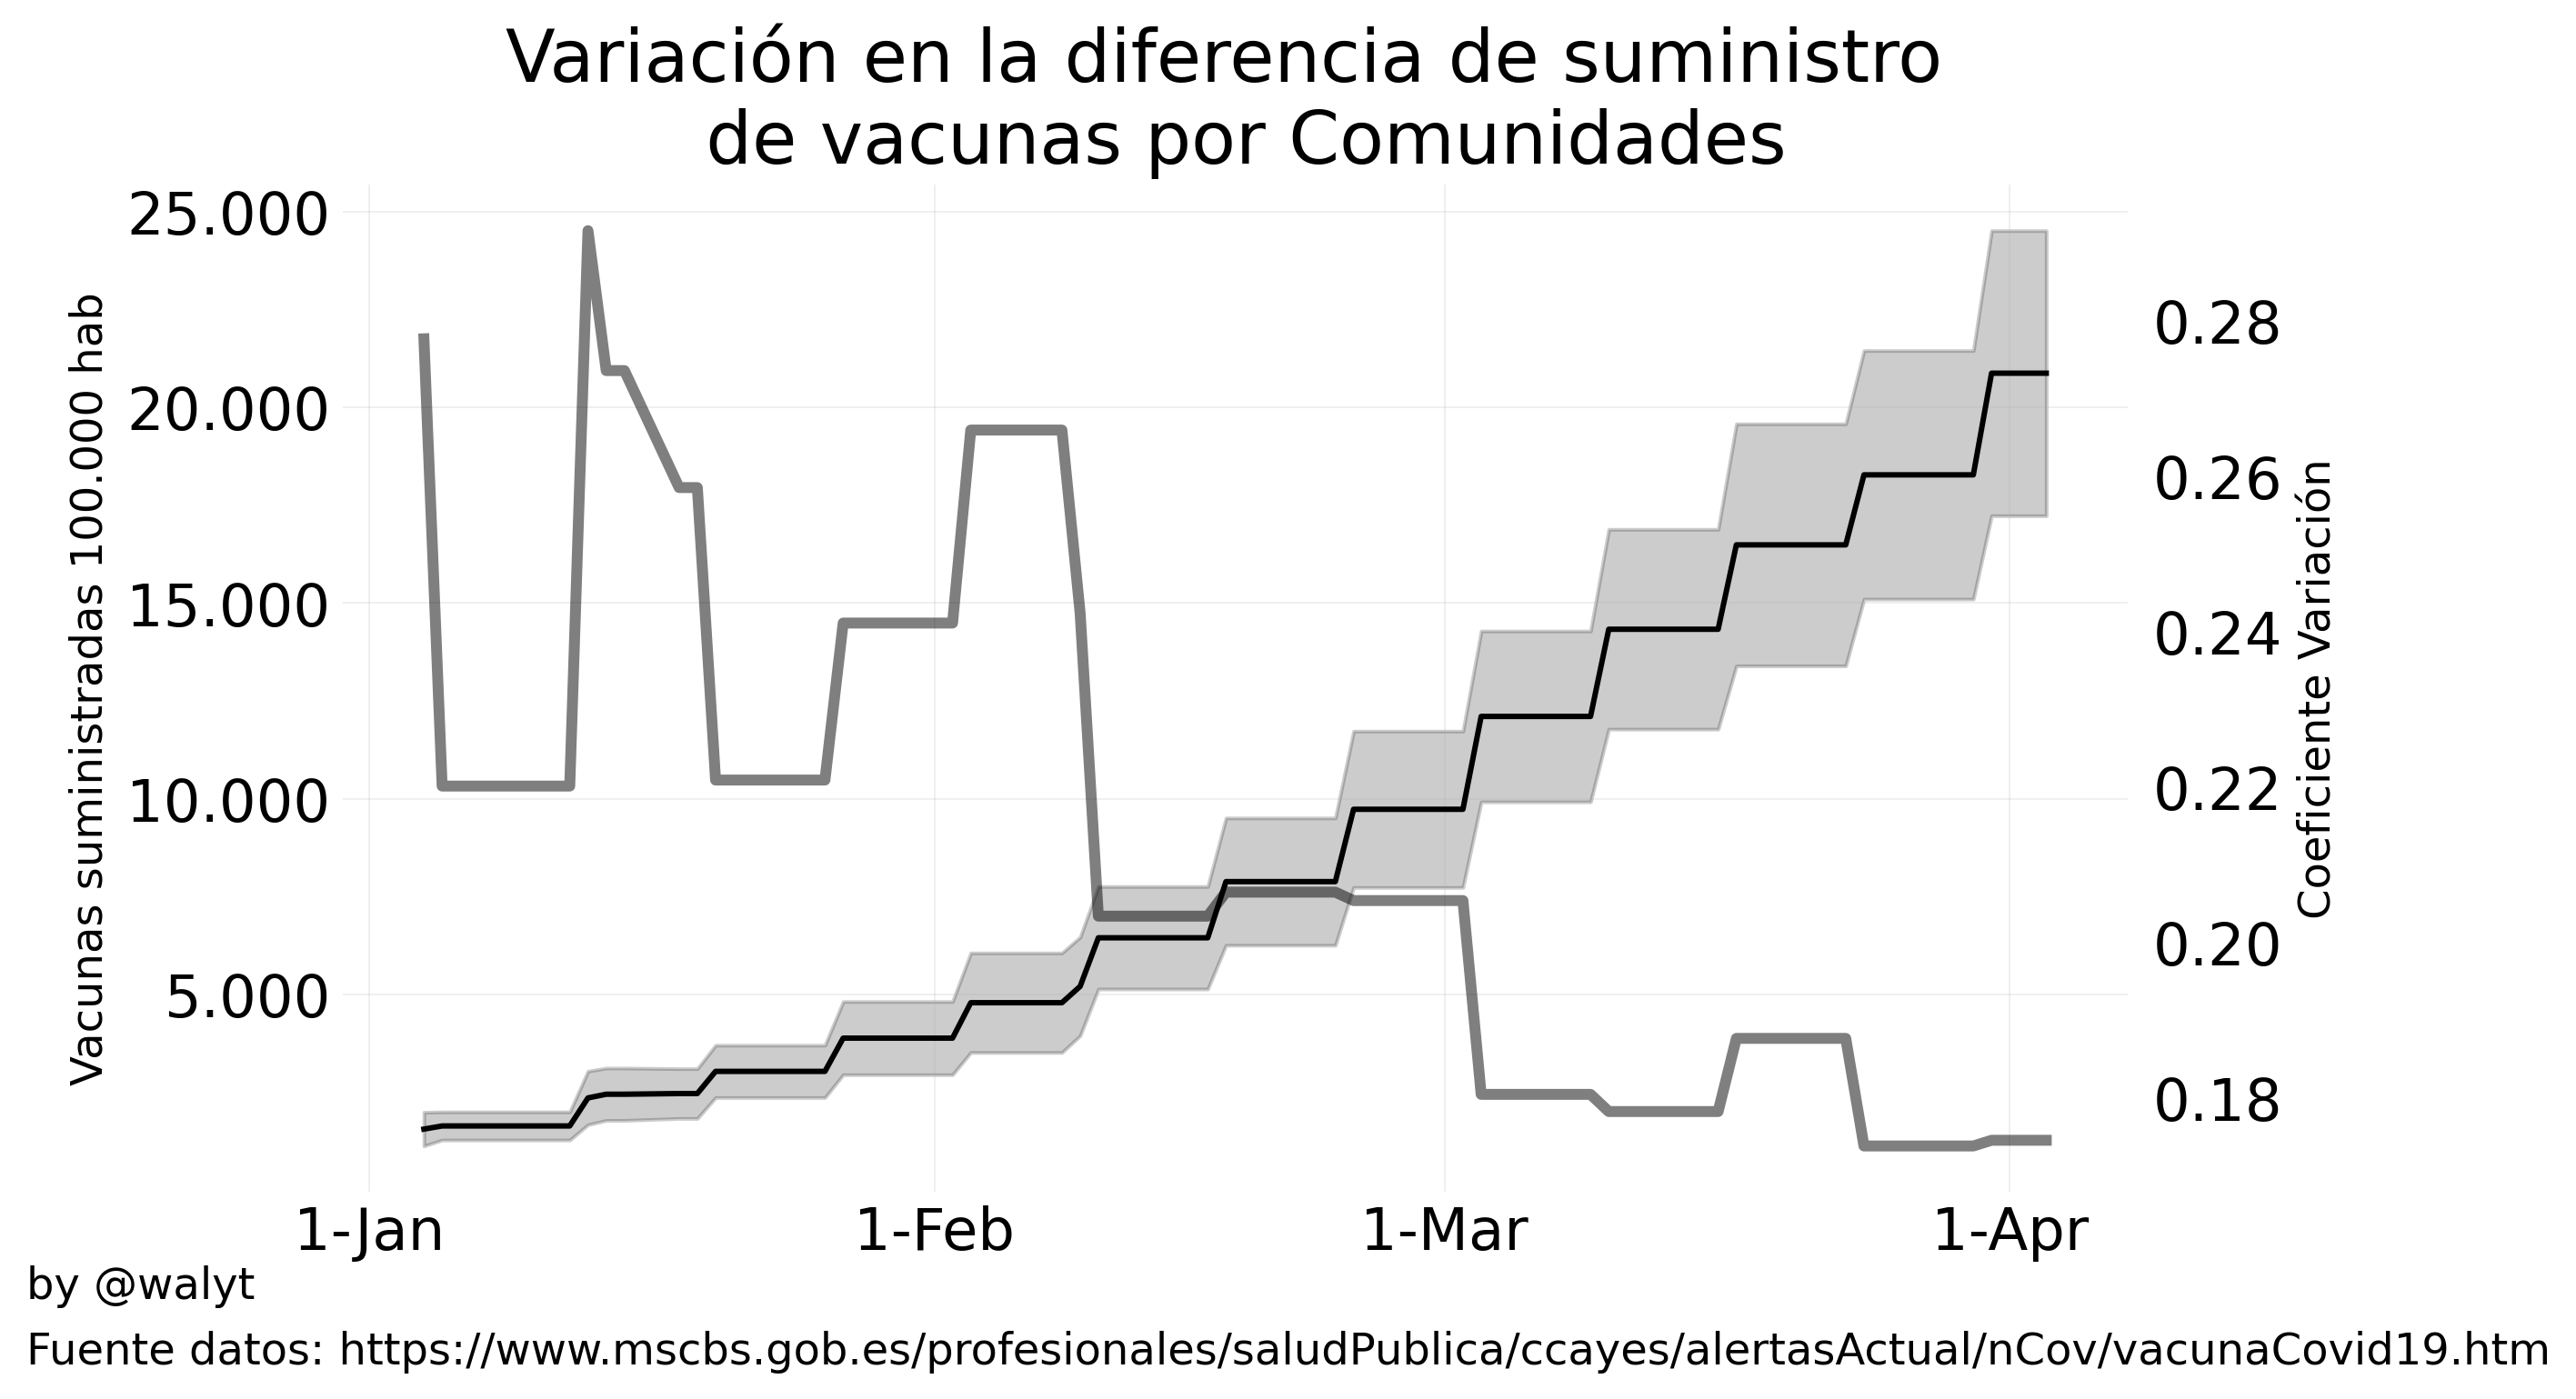 Variación en la diferencia de suministro
de vacunas por Comunidades
25.000
20.000
15.000
10.000
5.000
Vacunas suministradas 100.000 hab
0.28
0.26
0.24
0.22
0.20
0.18
Coeficiente Variación
1-Jan
1-Feb
1-Mar
1-Apr
by @walyt
Fuente datos: https://www.mscbs.gob.es/profesionales/saludPublica/ccayes/alertasActual/nCov/vacunaCovid19.htm